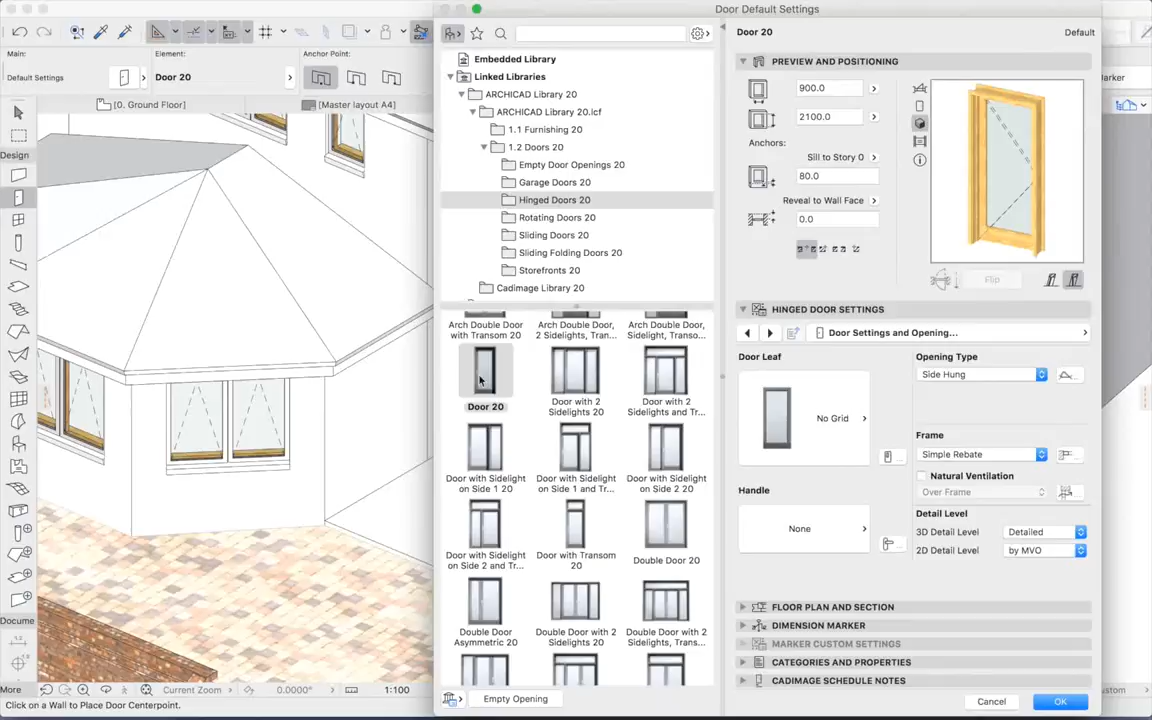 Door Default Settings
Main:
Element:
Anchor Point:
Default Settings
Door 20
[0. Ground Floor]
[Master layout A4]
Design
Docume
More
Current Zoom
0.0000°
1:100
Click on a Wall to Place Door Centerpoint.
Embedded Library
Linked Libraries
ARCHICAD Library 20
ARCHICAD Library 20.lcf
1.1 Furnishing 20
1.2 Doors 20
Empty Door Openings 20
Garage Doors 20
Hinged Doors 20
Rotating Doors 20
Sliding Doors 20
Sliding Folding Doors 20
Storefronts 20
Cadimage Library 20
Arch Double Door with Transom 20
Arch Double Door, 2 Sidelights, Tran...
Arch Double Door, Sidelight, Transo...
Door 20
Door with 2 Sidelights 20
Door with 2 Sidelights and Tr...
Door with Sidelight on Side 1 20
Door with Sidelight on Side 1 and Tr...
Door with Sidelight on Side 2 20
Door with Sidelight on Side 2 and Tr...
Door with Transom 20
Double Door 20
Double Door Asymmetric 20
Double Door with 2 Sidelights 20
Double Door with 2 Sidelights, Trans...
Empty Opening
Door 20
Default
PREVIEW AND POSITIONING
900.0
2100.0
Anchors:
Sill to Story 0
80.0
Reveal to Wall Face
0.0
Flip
HINGED DOOR SETTINGS
Door Settings and Opening...
Door Leaf
No Grid
Handle
None
Opening Type
Side Hung
Frame
Simple Rebate
Natural Ventilation
Over Frame
Detail Level
3D Detail Level
Detailed
2D Detail Level
by MVO
FLOOR PLAN AND SECTION
DIMENSION MARKER
MARKER CUSTOM SETTINGS
CATEGORIES AND PROPERTIES
CADIMAGE SCHEDULE NOTES
Cancel
OK